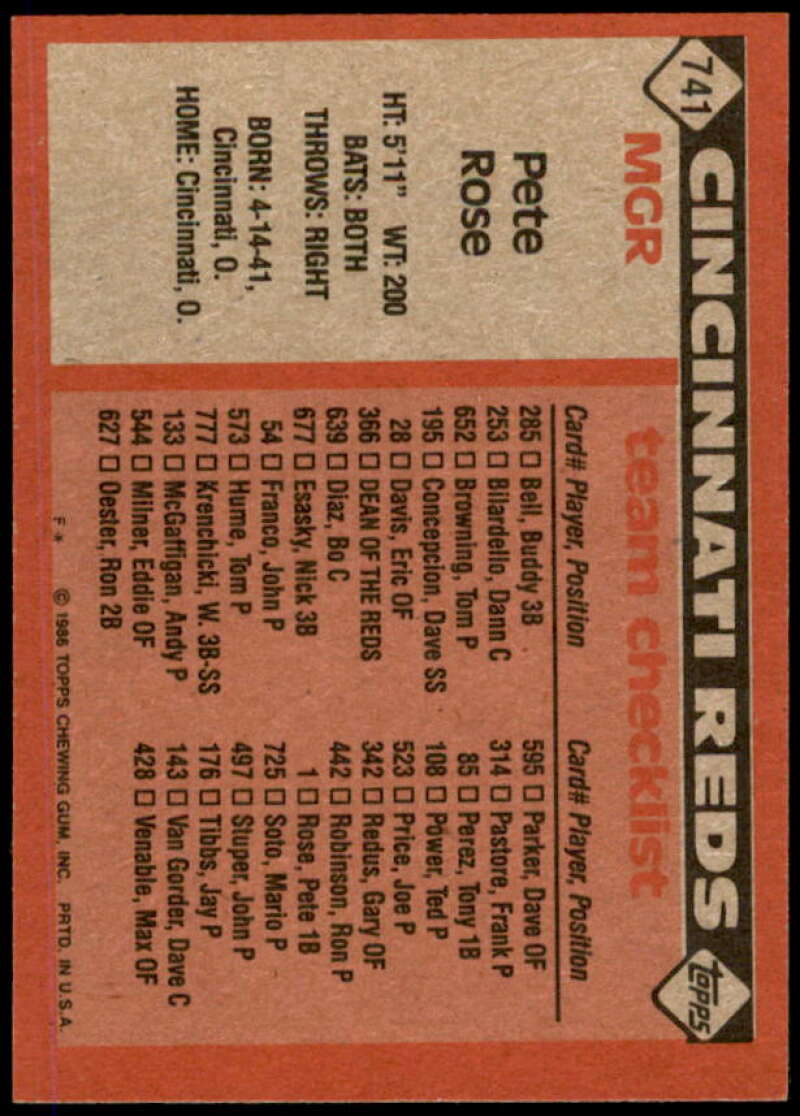 741 CINCINNATI REDS TOPPS
MGR
Pete
Rose
HT: 5'11" WT: 200
BATS: BOTH
THROWS: RIGHT
BORN: 4-14-41,
Cincinnati, O.
HOME: Cincinnati, O.
team checklist
Card# Player, Position
285 □ Bell, Buddy 3B
253 □ Bilardello, Dann C
652 □ Browning, Tom P
195 □ Concepcion, Dave SS
28 □ Davis, Eric OF
366 □ DEAN OF THE REDS
639 □ Diaz, Bo C
677 □ Esasky, Nick 3B
54 □ Franco, John P
573 □ Hume, Tom P
777 □ Krenchicki, W. 3B-SS
133 □ McGaffigan, Andy P
544 □ Milner, Eddie OF
627 □ Oester, Ron 2B
Card# Player, Position
595 □ Parker, Dave OF
314 □ Pastore, Frank P
85 □ Perez, Tony 1B
108 □ Power, Ted P
523 □ Price, Joe P
342 □ Redus, Gary OF
442 □ Robinson, Ron P
1 □ Rose, Pete 1B
725 □ Soto, Mario P
497 □ Stuper, John P
176 □ Tibbs, Jay P
143 □ Van Gorder, Dave C
428 □ Venable, Max OF
F* © 1986 TOPPS CHEWING GUM, INC. PRTD. IN U.S.A.